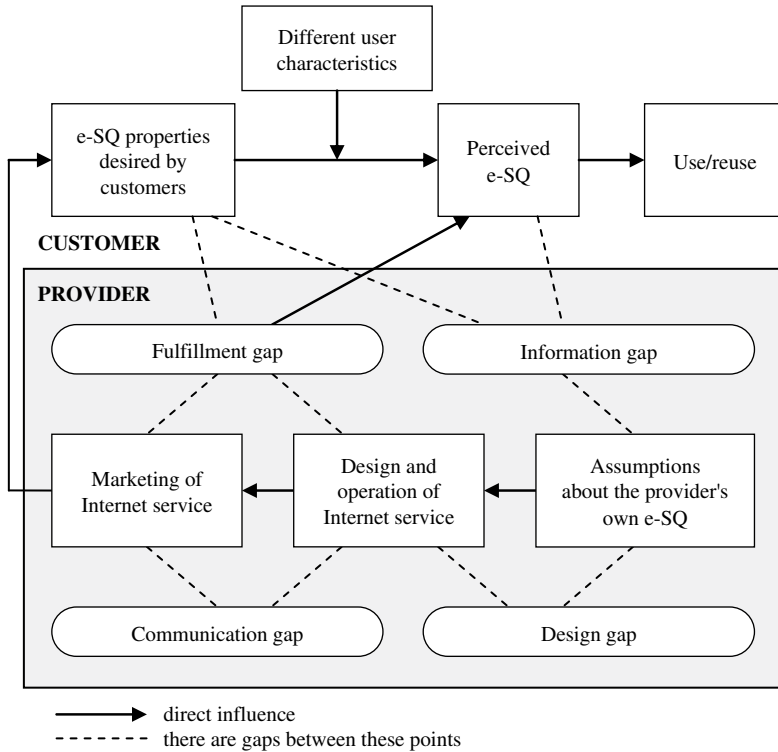 Different user
characteristics
e-SQ properties
desired by
customers
Perceived
e-SQ
Use/reuse
CUSTOMER
PROVIDER
Fulfillment gap
Information gap
Marketing of
Internet service
Design and
operation of
Internet service
Assumptions
about the provider's
own e-SQ
Communication gap
Design gap
direct influence
there are gaps between these points